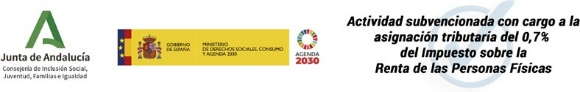 Junta de Andalucía
Consejería de Inclusión Social,
Juventud, Familias e Igualdad
GOBIERNO
DE ESPAÑA
MINISTERIO
DE DERECHOS SOCIALES, CONSUMO
Y AGENDA 2030
AGENDA
2030
Actividad subvencionada con cargo a la
asignación tributaria del 0,7%
del Impuesto sobre la
Renta de las Personas Físicas